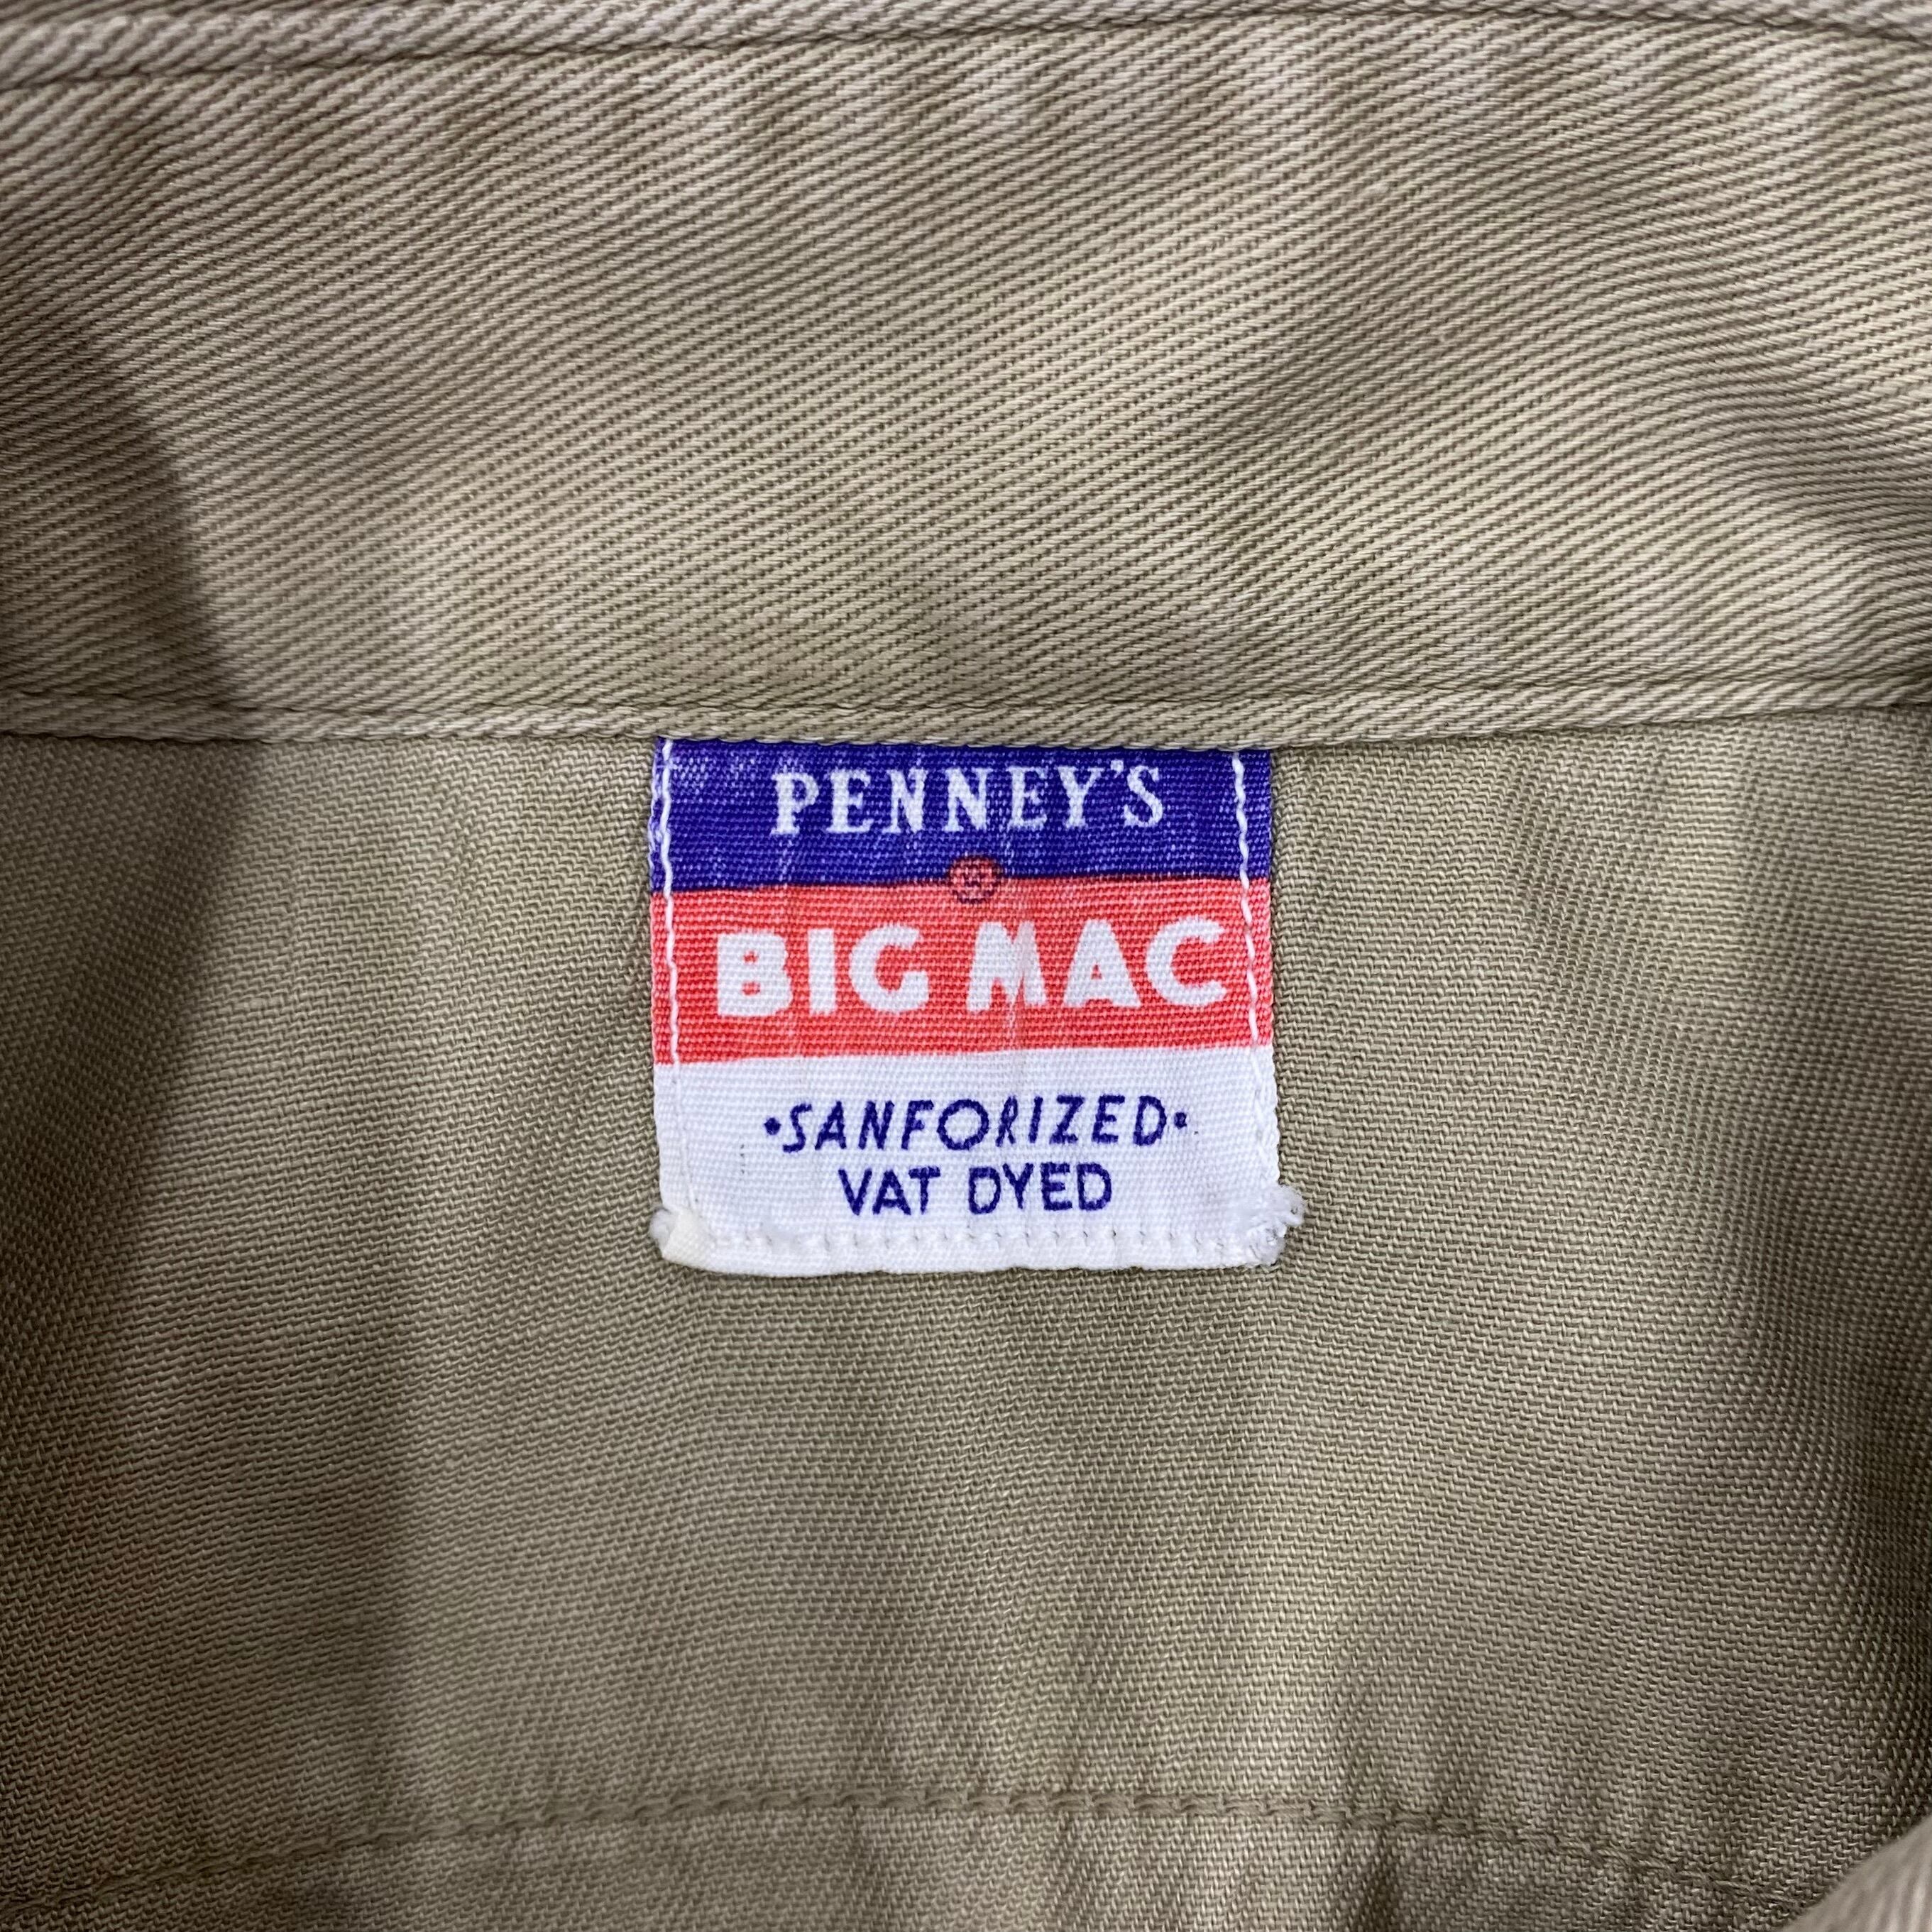 PENNEY'S
®
BIG MAC
•SANFORIZED•
VAT DYED